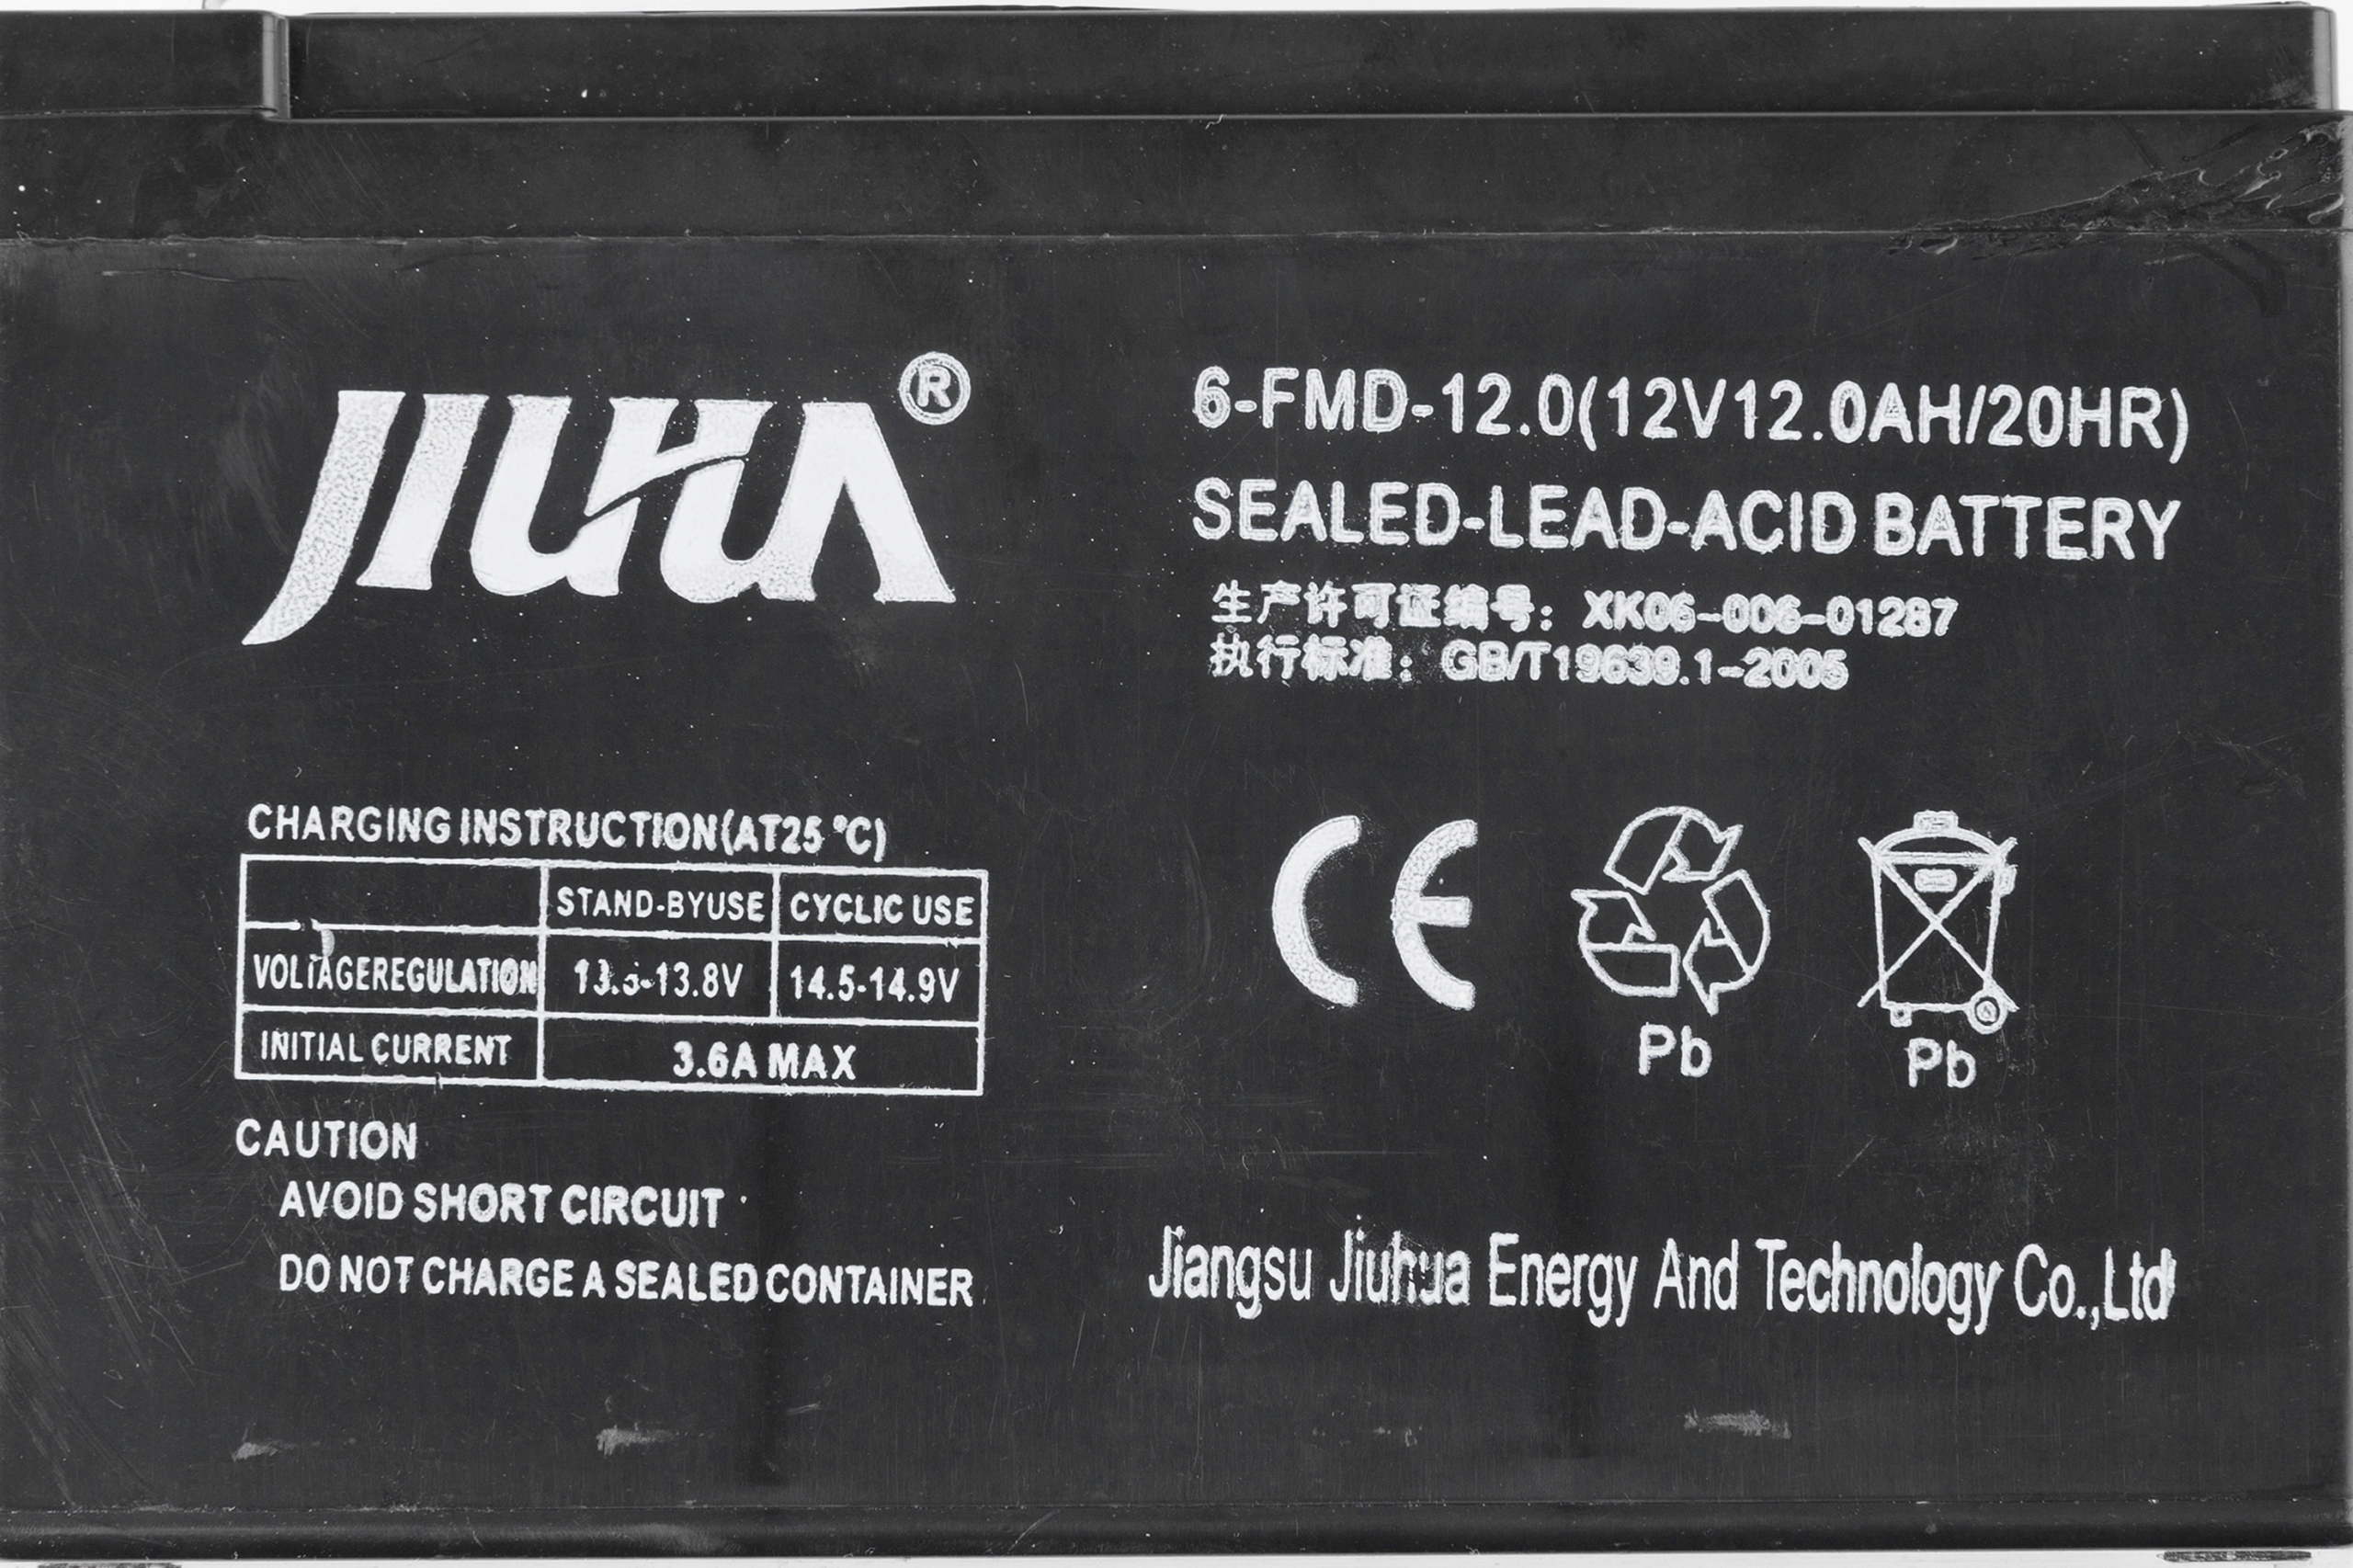 JIUHUA®
6-FMD-12.0(12V12.0AH/20HR)
SEALED-LEAD-ACID BATTERY
生产许可证编号：XK06-006-01287
执行标准：GB/T19639.1-2005
CHARGING INSTRUCTION(AT25 ℃)
STAND-BYUSE CYCLIC USE
VOLTAGEREGULATION 13.5-13.8V 14.5-14.9V
INITIAL CURRENT 3.6A MAX
CE
Pb Pb
CAUTION
AVOID SHORT CIRCUIT
DO NOT CHARGE A SEALED CONTAINER
Jiangsu Jiuhua Energy And Technology Co.,Ltd